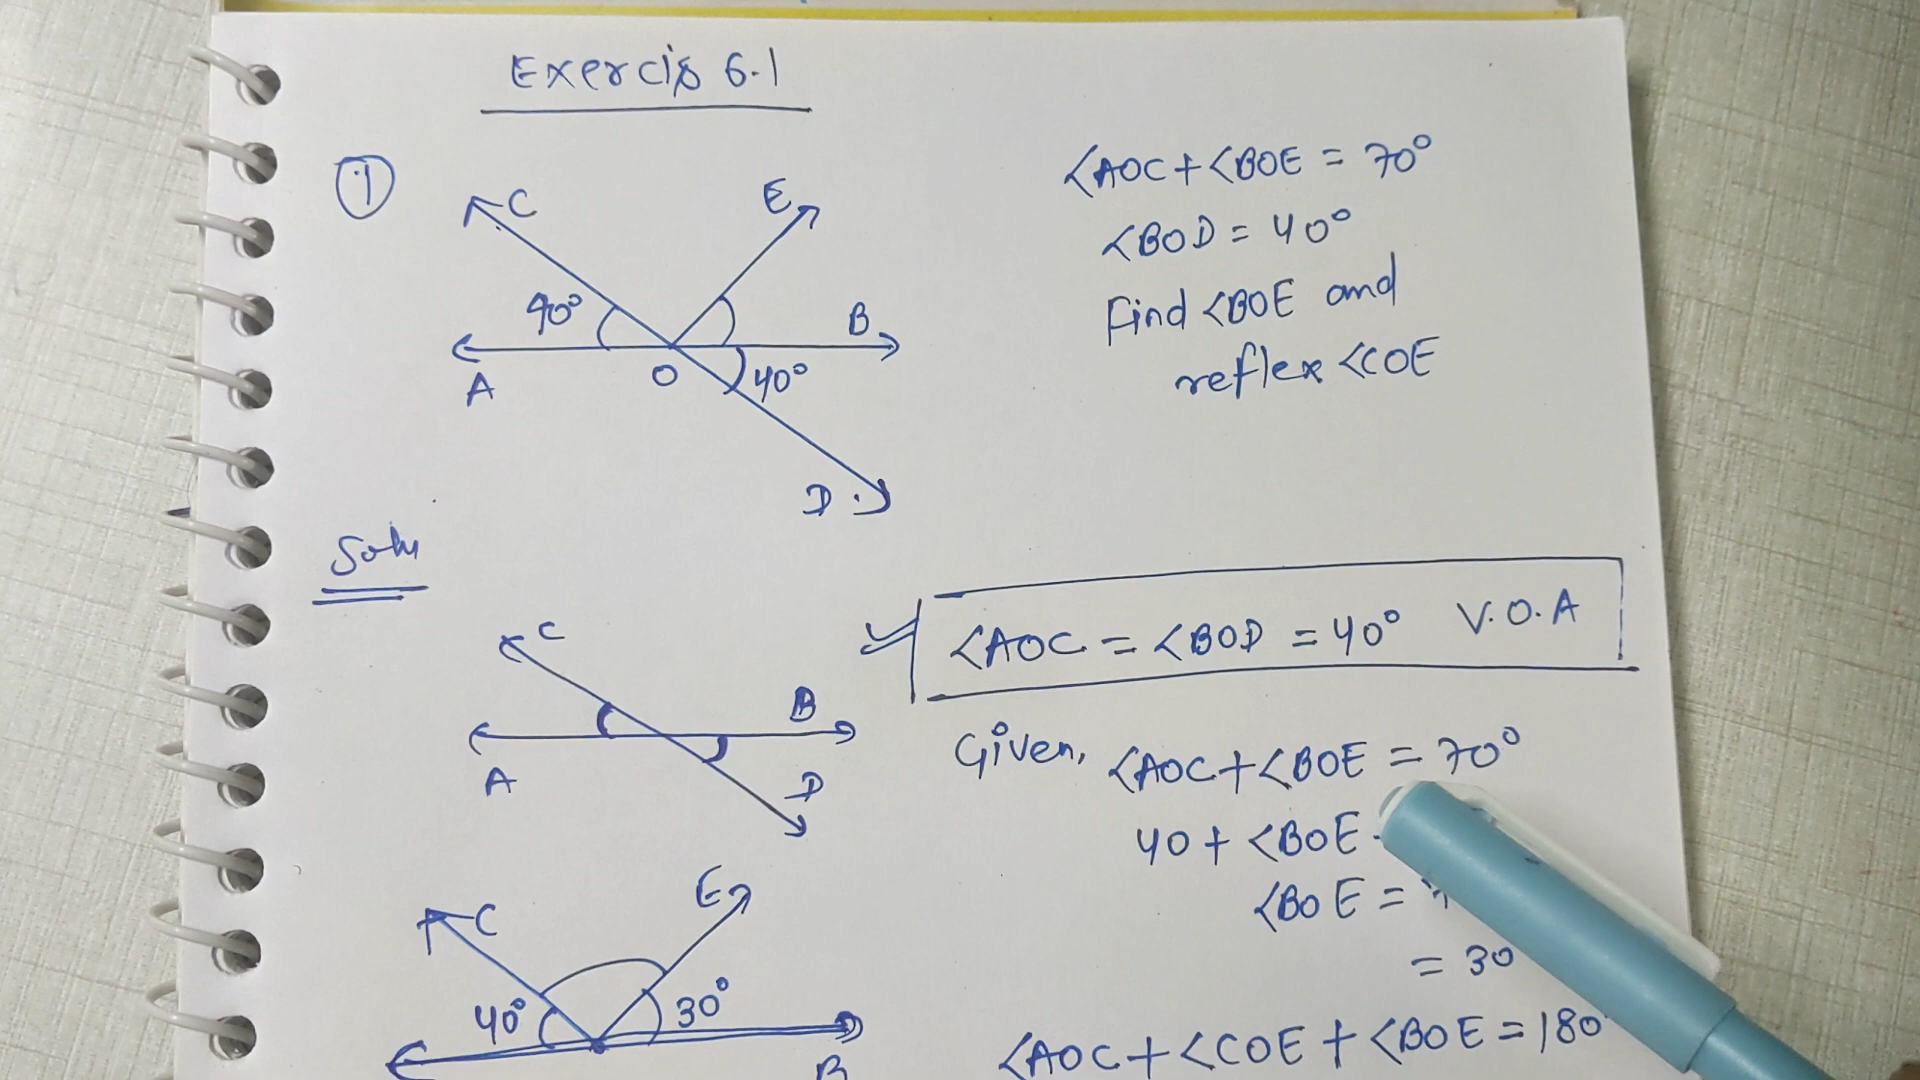 Exercis 6.1
1
∠AOC + ∠BOE = 70°
∠BOD = 40°
Find ∠BOE and
reflex ∠COE
C
E
40°
B
A
O
40°
D
Soln
C
B
A
D
∠AOC = ∠BOD = 40° V.O.A
Given, ∠AOC + ∠BOE = 70°
40 + ∠BOE
∠BOE =
= 30
C
E
40°
30°
B
∠AOC + ∠COE + ∠BOE = 180